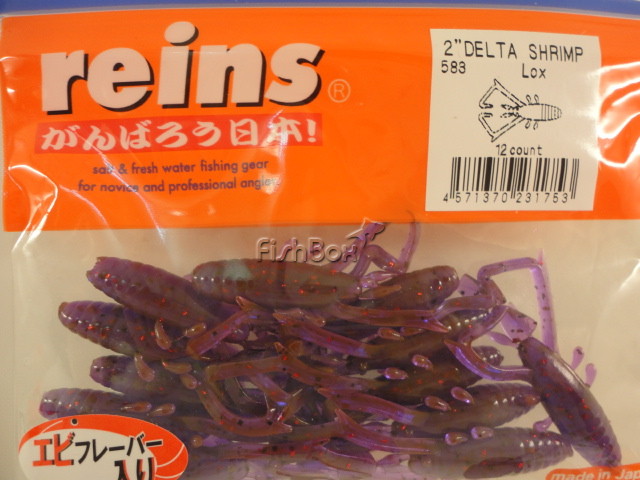 reins®
がんばろう日本!
salt & fresh water fishing gear
for novice and professional angler
2"DELTA SHRIMP
583 Lox
12 count
4 571370 231753
FishBox
エビフレーバー
入り
made in Japan